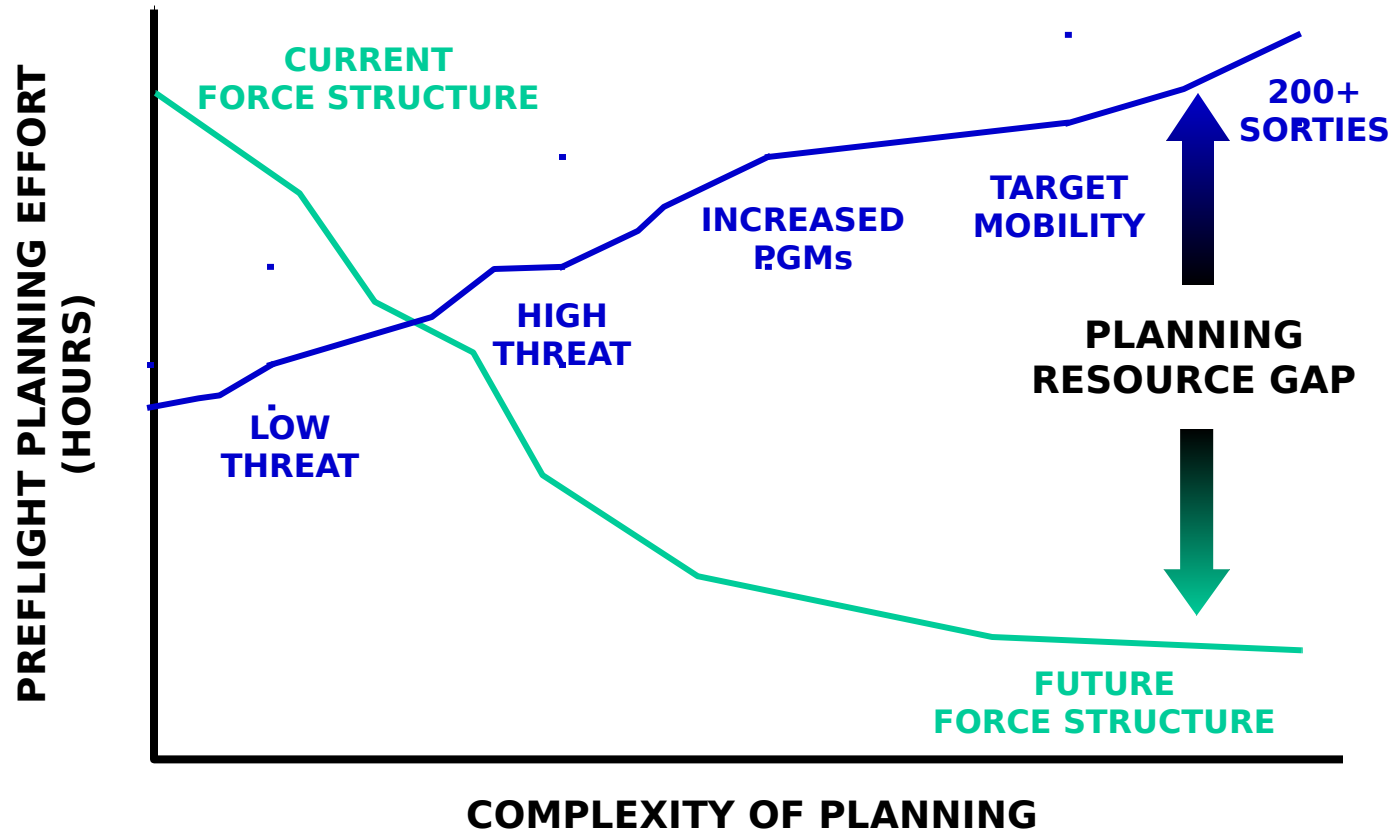 PREFLIGHT PLANNING EFFORT
(HOURS)
CURRENT
FORCE STRUCTURE
LOW
THREAT
HIGH
THREAT
INCREASED
PGMs
TARGET
MOBILITY
200+
SORTIES
PLANNING
RESOURCE GAP
FUTURE
FORCE STRUCTURE
COMPLEXITY OF PLANNING